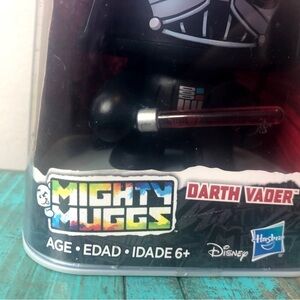 MIGHTY
MUGGS
DARTH VADER
AGE • EDAD • IDADE 6+
Disney
Hasbro